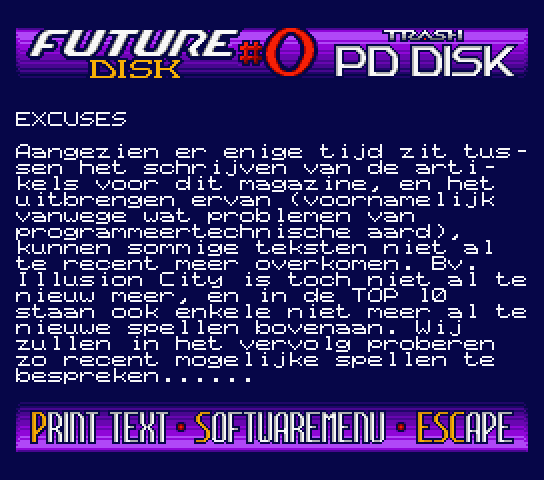 FUTURE DISK #0 TRASH PD DISK
EXCUSES
Aangezien er enige tijd zit tus-
sen het schrijven van de arti-
kels voor dit magazine, en het
uitbrengen ervan (voornamelijk
vanwege wat problemen van
programmeertechnische aard),
kunnen sommige teksten niet al
te recent meer overkomen. Bv.
Illusion City is toch niet al te
nieuw meer, en in de TOP 10
staan ook enkele niet meer al te
nieuwe spellen bovenaan. Wij
zullen in het vervolg proberen
zo recent mogelijke spellen te
bespreken......
PRINT TEXT · SOFTWAREMENU · ESCAPE